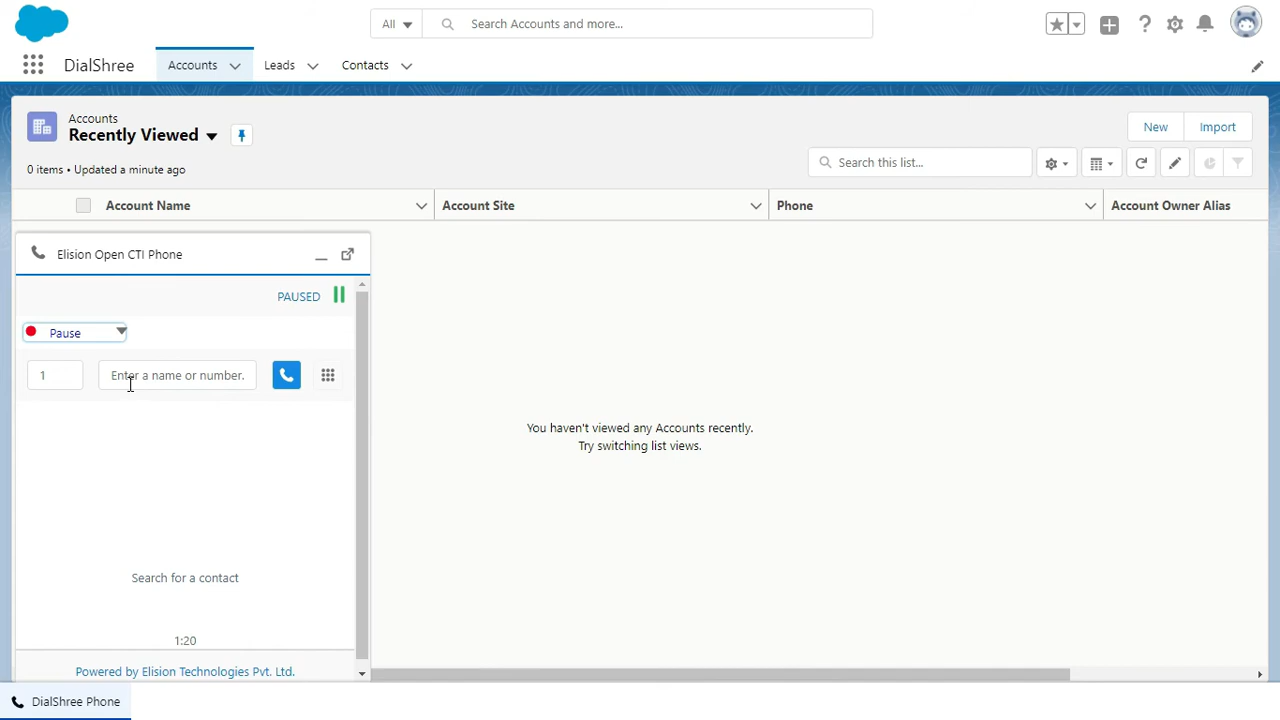 All
Search Accounts and more...
DialShree
Accounts
Leads
Contacts
Accounts
Recently Viewed
New
Import
0 items • Updated a minute ago
Search this list...
Account Name
Account Site
Phone
Account Owner Alias
Elision Open CTI Phone
PAUSED
Pause
1
Enter a name or number.
You haven't viewed any Accounts recently.
Try switching list views.
Search for a contact
1:20
Powered by Elision Technologies Pvt. Ltd.
DialShree Phone